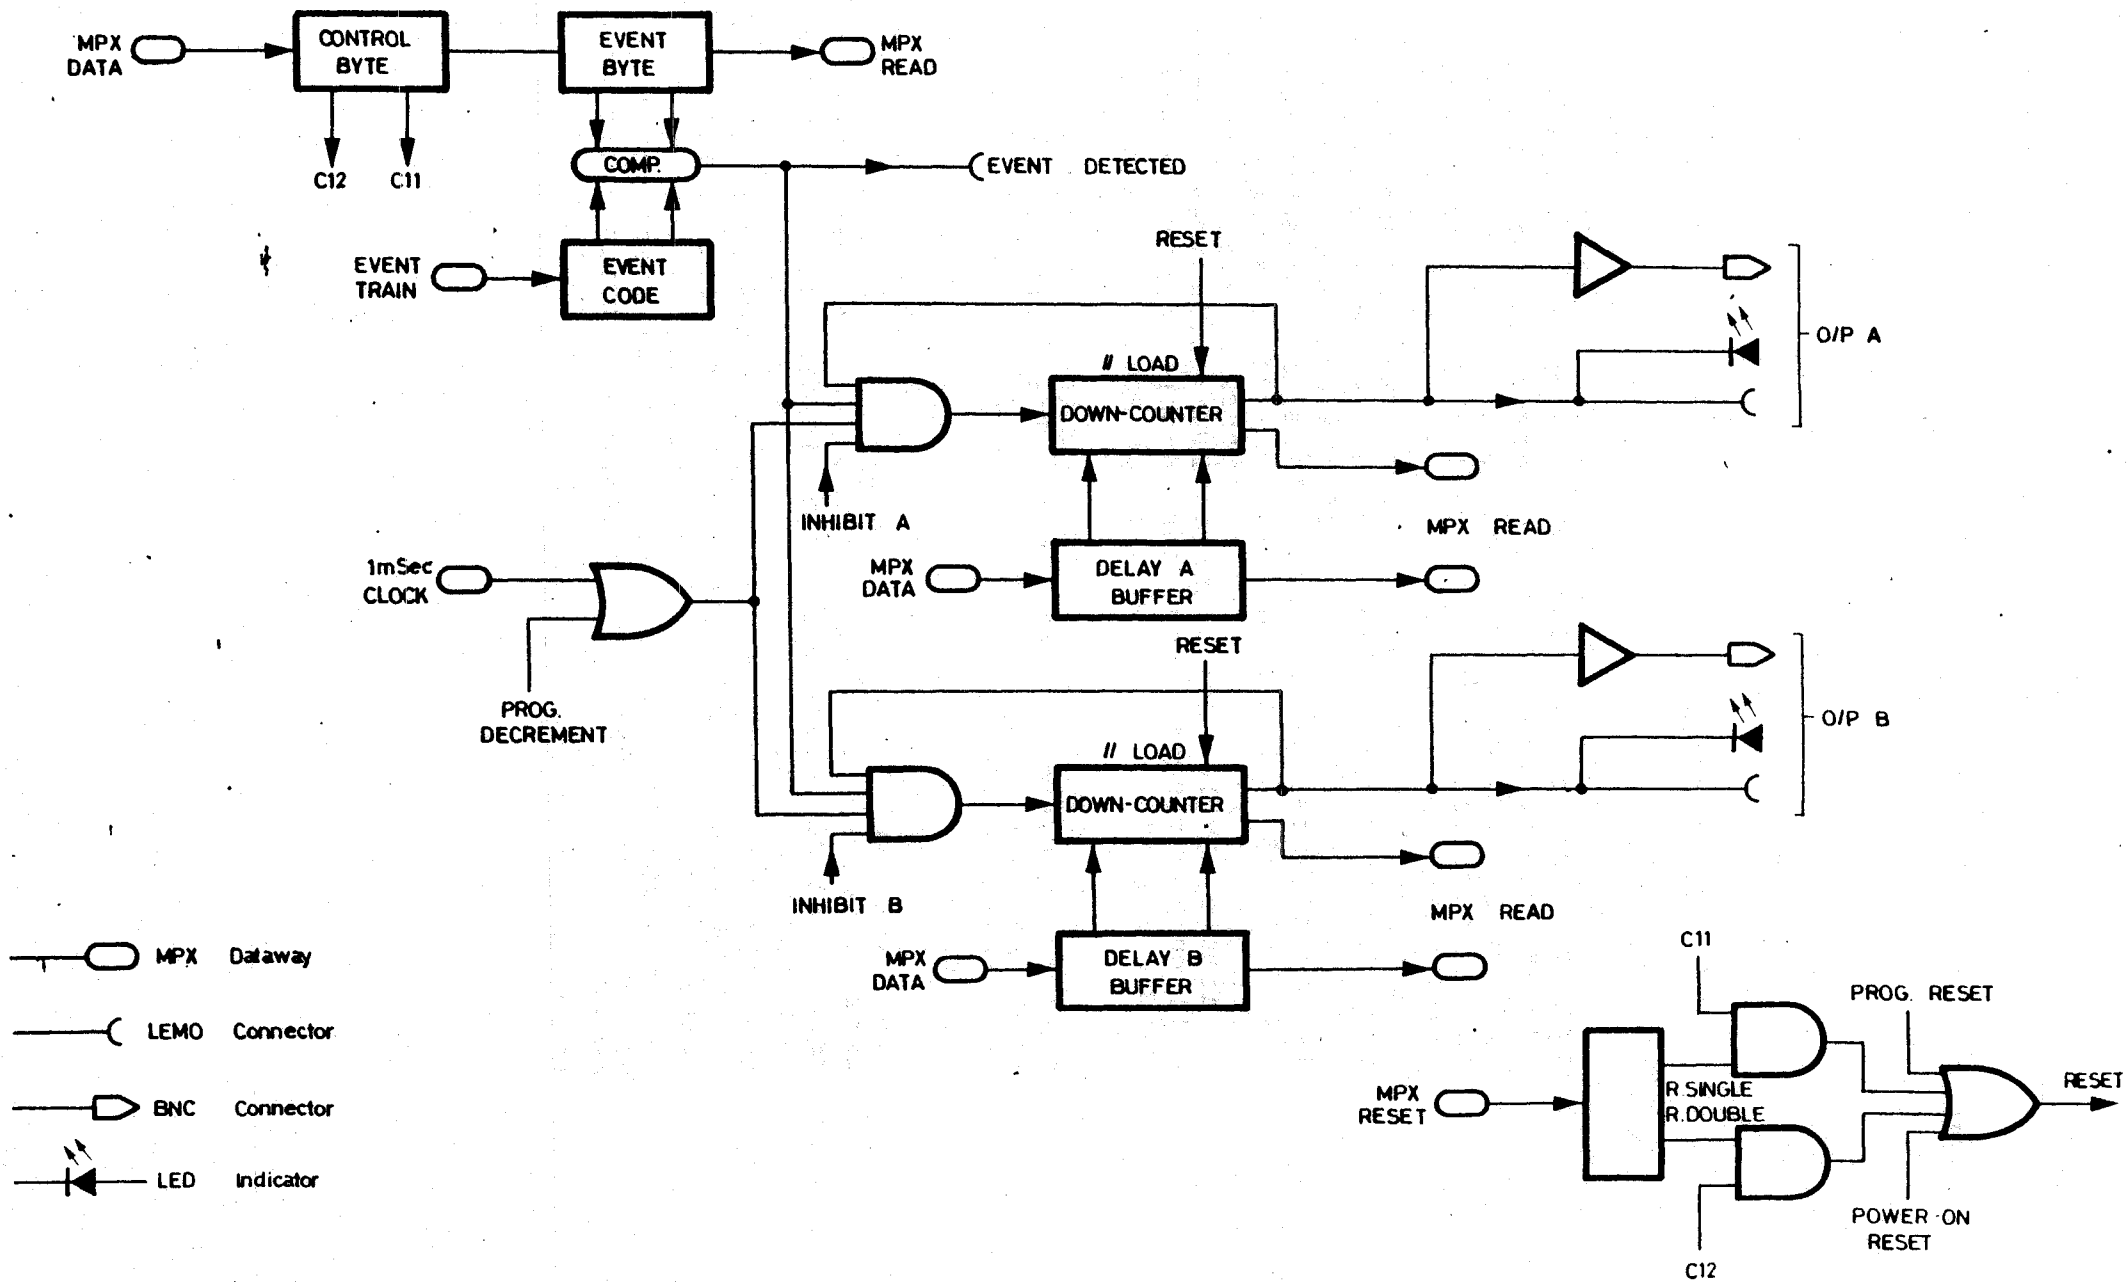 MPX
DATA
CONTROL
BYTE
EVENT
BYTE
MPX
READ
C12 C11
COMP.
EVENT DETECTED
EVENT
TRAIN
EVENT
CODE
RESET
// LOAD
DOWN-COUNTER
O/P A
INHIBIT A
MPX READ
1mSec
CLOCK
MPX
DATA
DELAY A
BUFFER
PROG.
DECREMENT
RESET
// LOAD
DOWN-COUNTER
O/P B
INHIBIT B
MPX READ
MPX
DATA
DELAY B
BUFFER
MPX Dataway
LEMO Connector
BNC Connector
LED Indicator
C11
PROG. RESET
MPX
RESET
R.SINGLE
R.DOUBLE
RESET
POWER-ON
RESET
C12